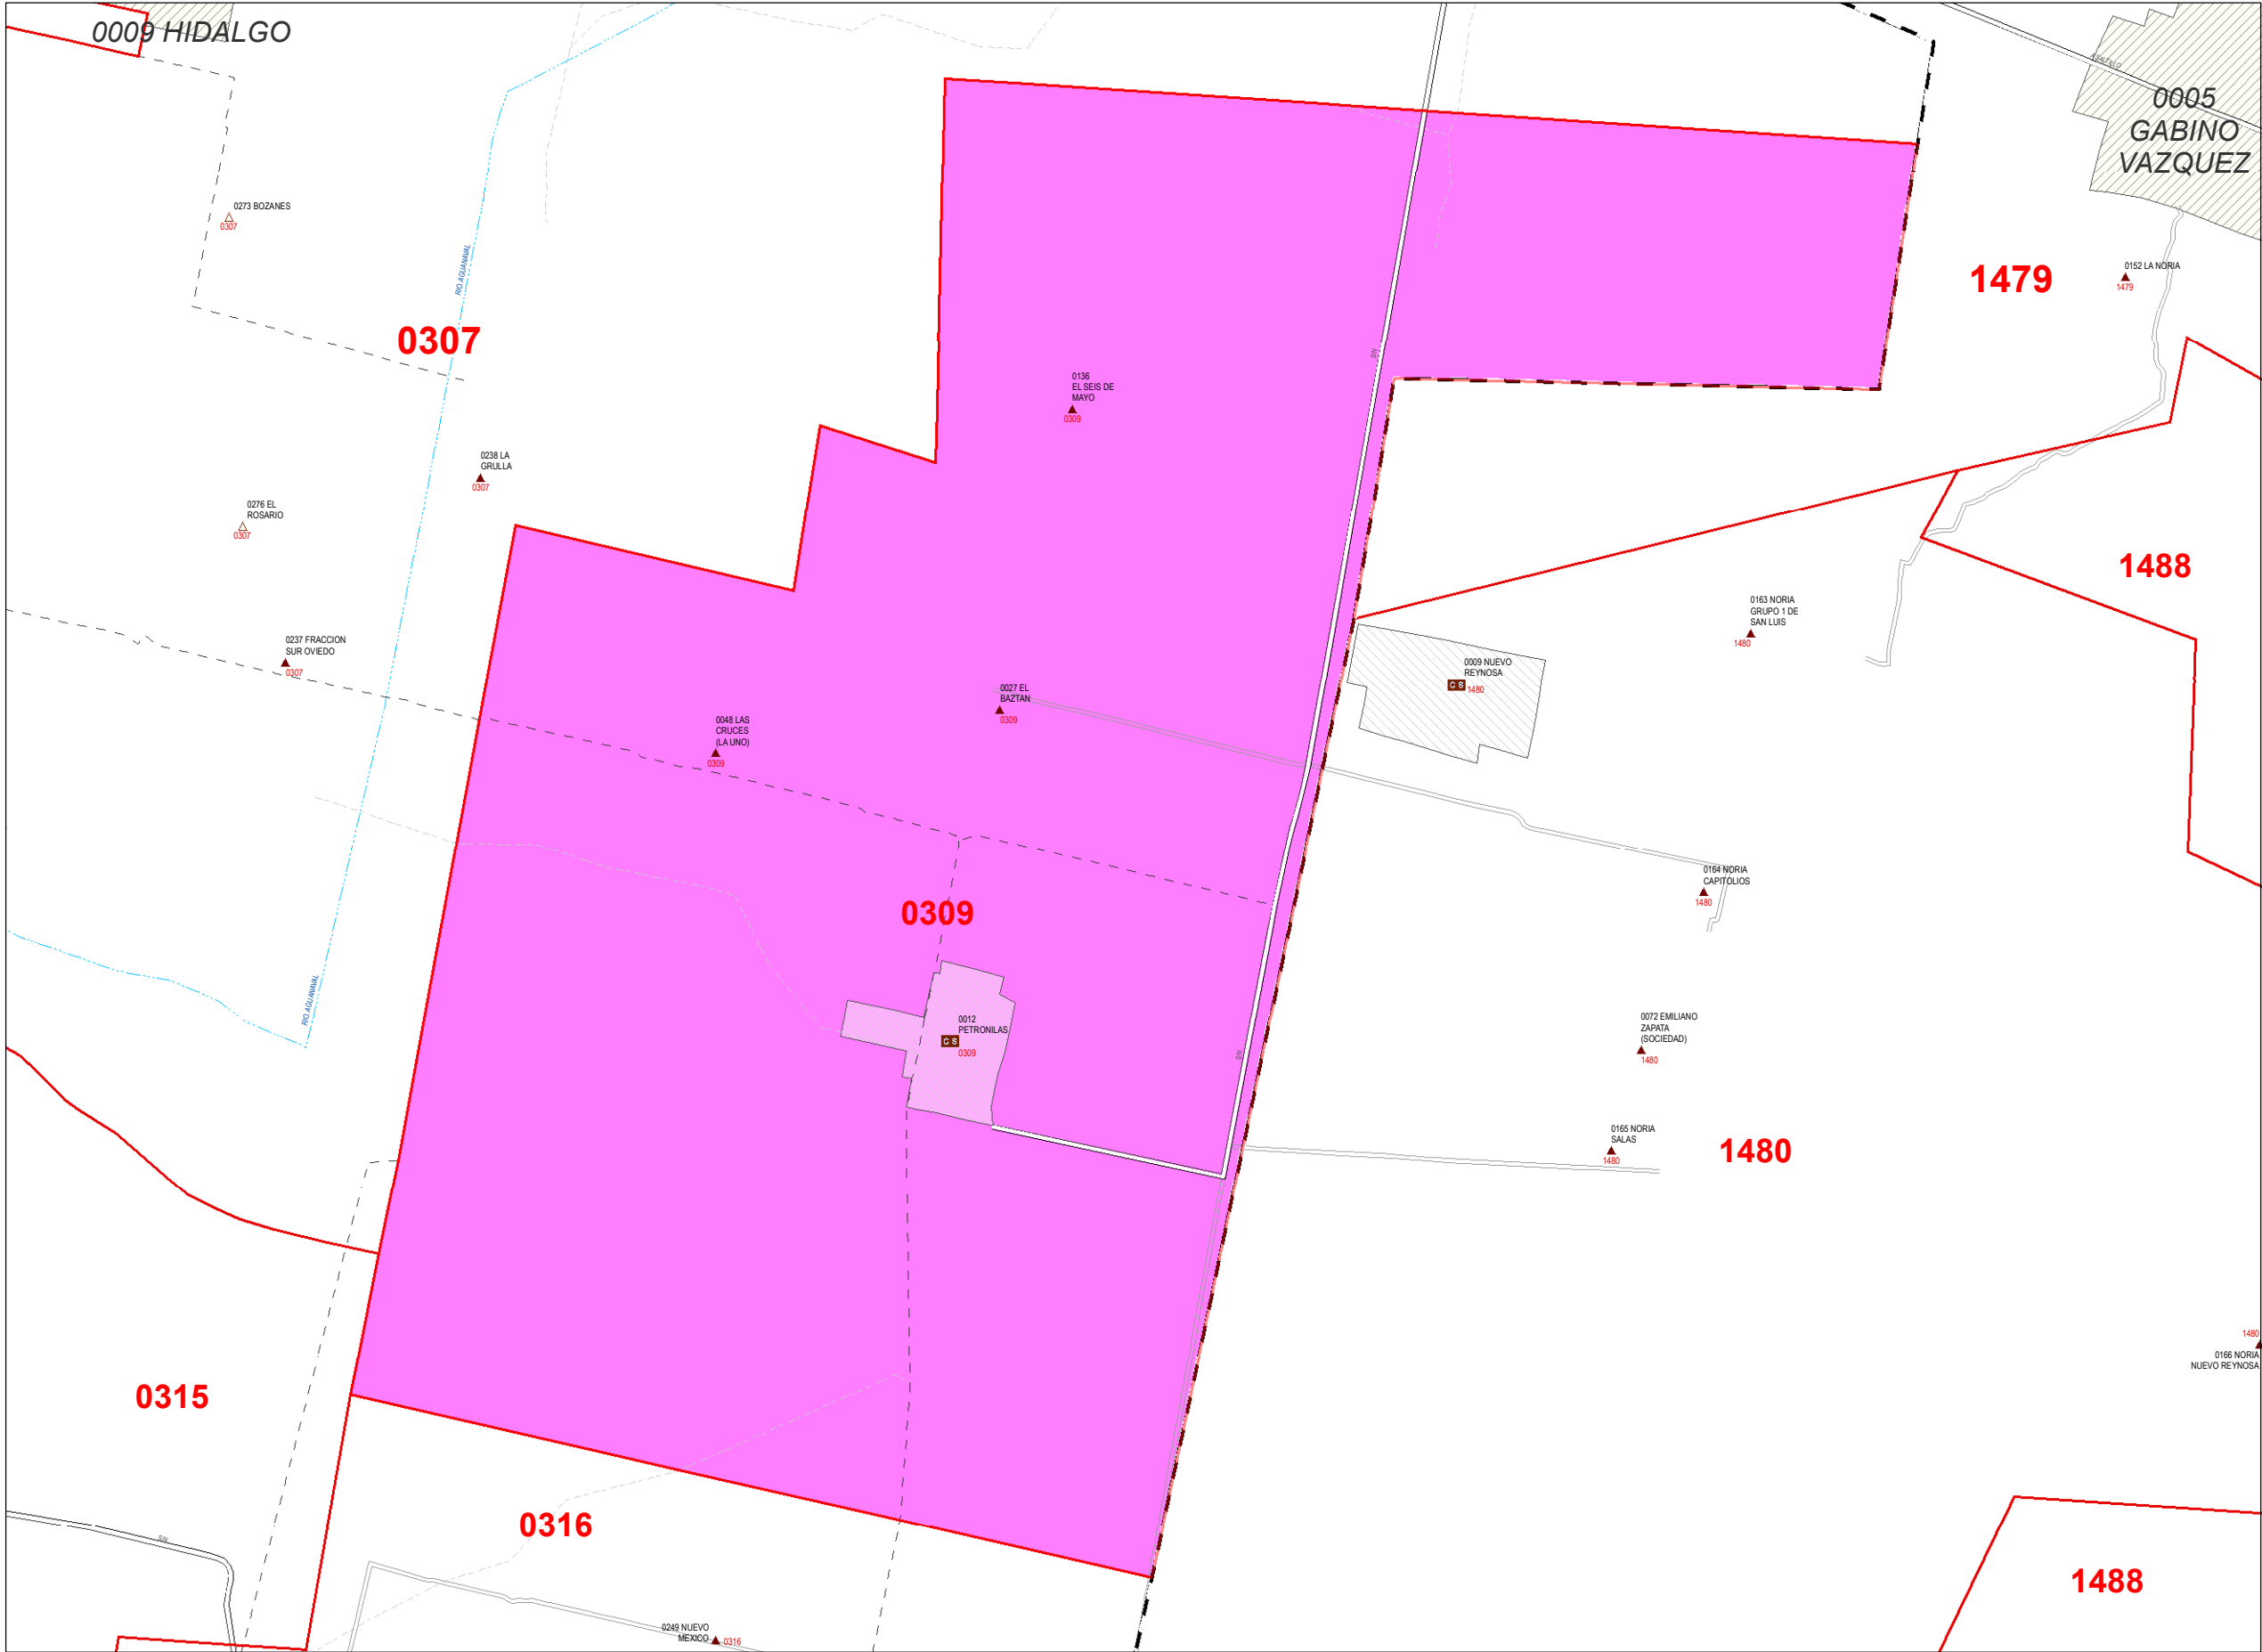 0009 HIDALGO
ASFALTO
0005
GABINO
VAZQUEZ
0273 BOZANES
0307
RIO AGUANAVAL
0307
1479
0152 LA NORIA
1479
S/N
0136
EL SEIS DE
MAYO
0309
0238 LA
GRULLA
0307
0276 EL
ROSARIO
0307
1488
0163 NORIA
GRUPO 1 DE
SAN LUIS
1480
0237 FRACCION
SUR OVIEDO
0307
0009 NUEVO
REYNOSA
C S
1480
0027 EL
BAZTAN
0309
0048 LAS
CRUCES
(LA UNO)
0309
0164 NORIA
CAPITOLIOS
1480
0309
RIO AGUANAVAL
0012
PETRONILAS
C S
0309
S/N
0072 EMILIANO
ZAPATA
(SOCIEDAD)
1480
0165 NORIA
SALAS
1480
1480
1480
0166 NORIA
NUEVO REYNOSA
0315
0316
S/N
1488
0249 NUEVO
MEXICO
0316